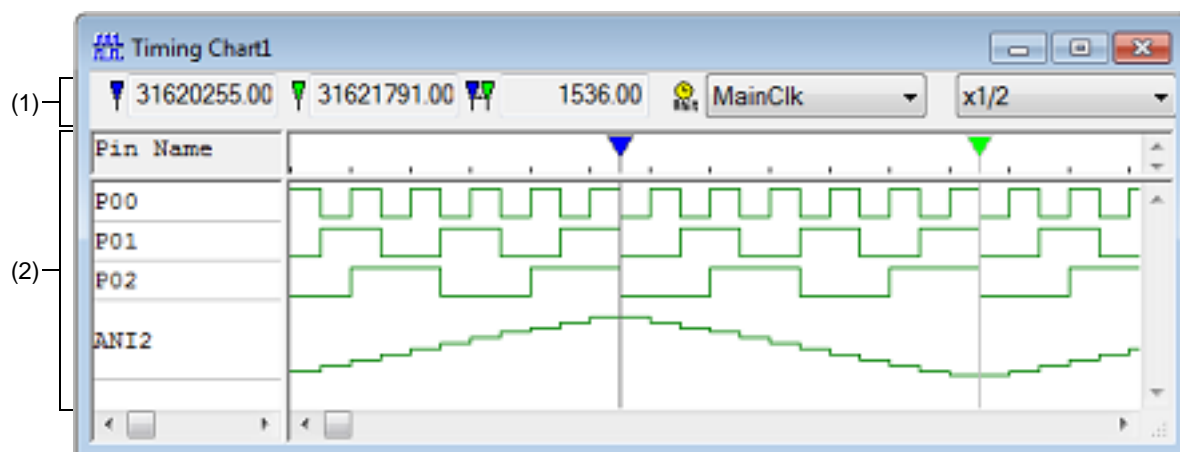 Timing Chart1
(1)
31620255.00 31621791.00 1536.00 MainClk x1/2
(2)
Pin Name
P00
P01
P02
ANI2